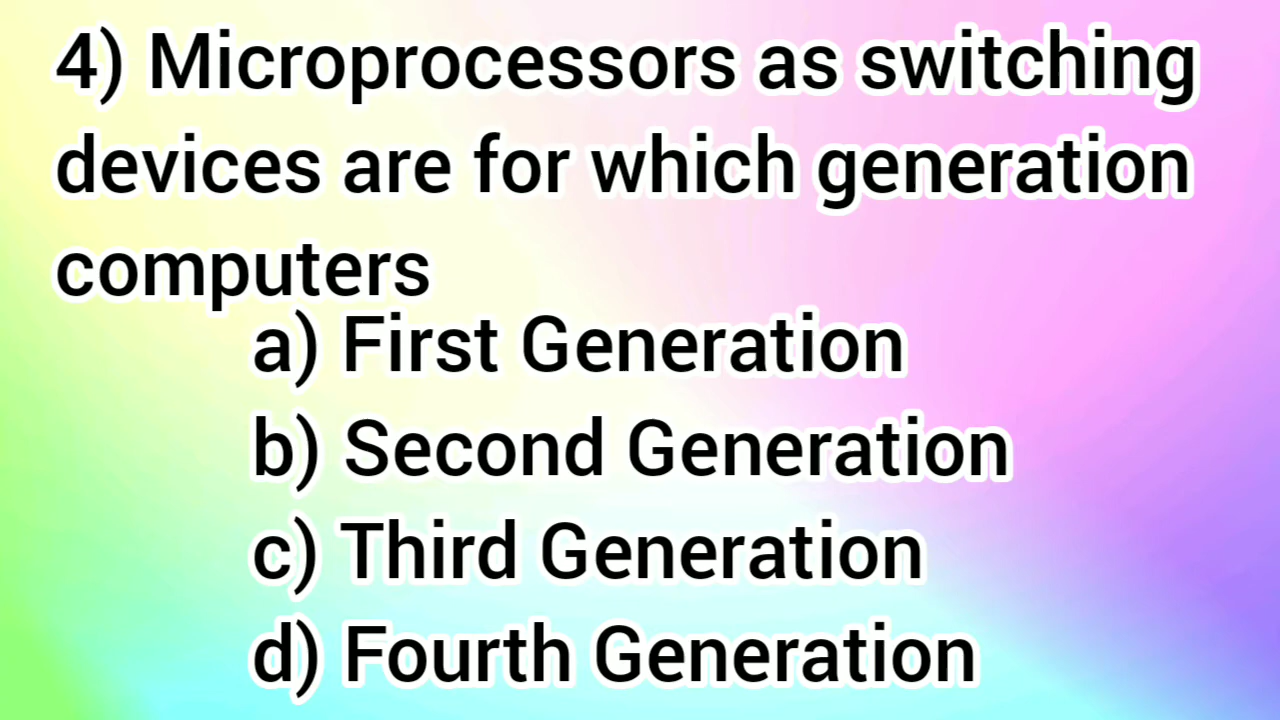 4) Microprocessors as switching
devices are for which generation
computers
a) First Generation
b) Second Generation
c) Third Generation
d) Fourth Generation